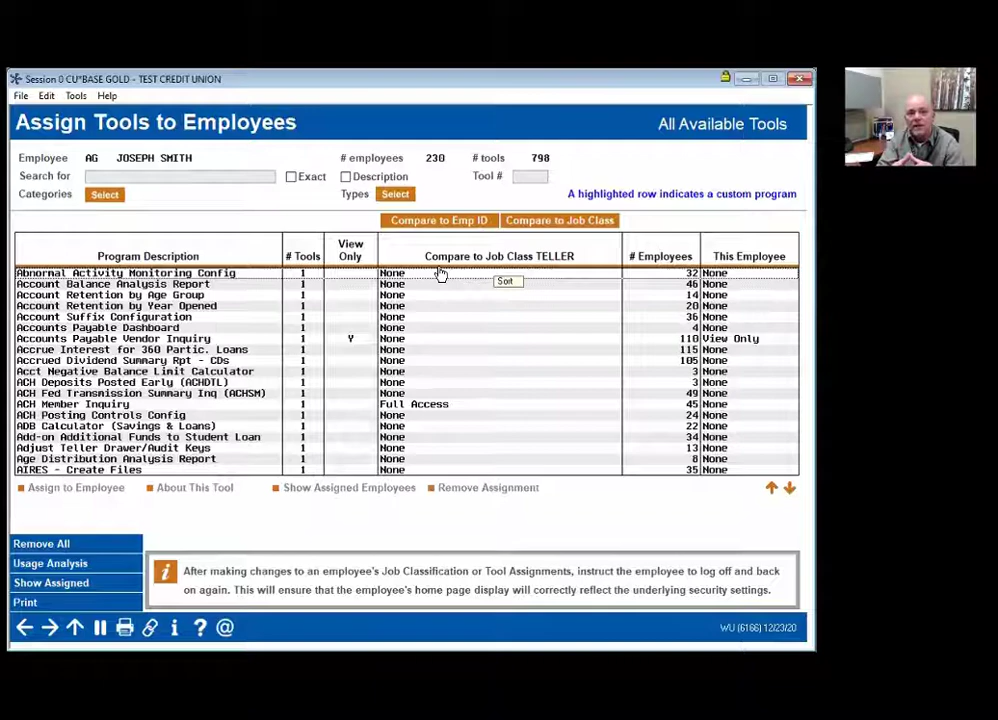 Session 0 CU*BASE GOLD - TEST CREDIT UNION
File Edit Tools Help
Assign Tools to Employees All Available Tools
Employee AG JOSEPH SMITH # employees 230 # tools 798
Search for Exact Description Tool #
Categories Select Types Select A highlighted row indicates a custom program
Compare to Emp ID Compare to Job Class
Program Description # Tools View Only Compare to Job Class TELLER # Employees This Employee
Abnormal Activity Monitoring Config 1 None 32 None
Account Balance Analysis Report 1 None 46 None
Sort
Account Retention by Age Group 1 None 14 None
Account Retention by Year Opened 1 None 20 None
Account Suffix Configuration 1 None 36 None
Accounts Payable Dashboard 1 None 4 None
Accounts Payable Vendor Inquiry 1 Y None 110 View Only
Accrue Interest for 360 Partic. Loans 1 None 115 None
Accrued Dividend Summary Rpt - CDs 1 None 105 None
Acct Negative Balance Limit Calculator 1 None 3 None
ACH Deposits Posted Early (ACHDTL) 1 None 3 None
ACH Fed Transmission Summary Inq (ACHSM) 1 None 49 None
ACH Member Inquiry 1 Full Access 45 None
ACH Posting Controls Config 1 None 24 None
ADB Calculator (Savings & Loans) 1 None 22 None
Add-on Additional Funds to Student Loan 1 None 34 None
Adjust Teller Drawer/Audit Keys 1 None 13 None
Age Distribution Analysis Report 1 None 8 None
AIRES - Create Files 1 None 35 None
Assign to Employee About This Tool Show Assigned Employees Remove Assignment
Remove All
Usage Analysis
Show Assigned
Print
After making changes to an employee's Job Classification or Tool Assignments, instruct the employee to log off and back
on again. This will ensure that the employee's home page display will correctly reflect the underlying security settings.
WU (6166) 12/23/20